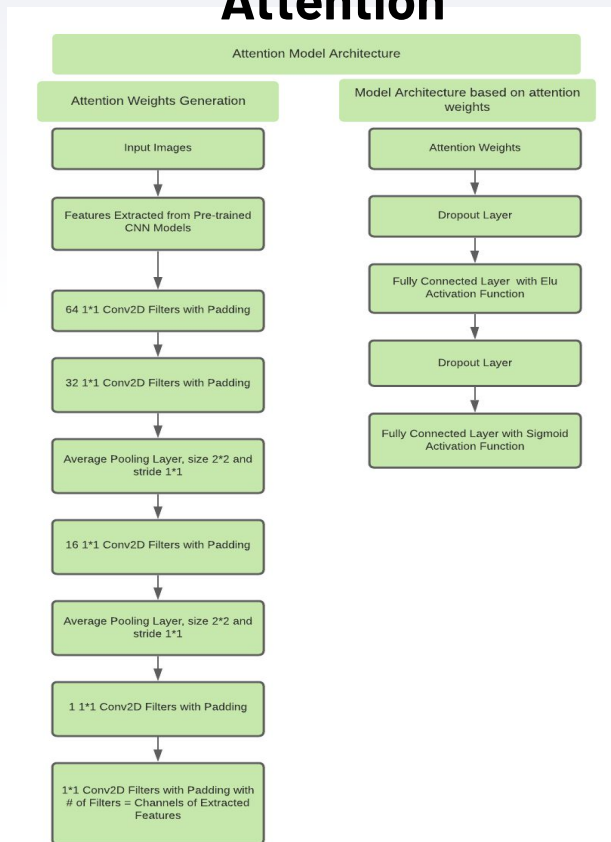 Attention
Attention Model Architecture
Attention Weights Generation
Input Images
Features Extracted from Pre-trained
CNN Models
64 1*1 Conv2D Filters with Padding
32 1*1 Conv2D Filters with Padding
Average Pooling Layer, size 2*2 and
stride 1*1
16 1*1 Conv2D Filters with Padding
Average Pooling Layer, size 2*2 and
stride 1*1
1 1*1 Conv2D Filters with Padding
1*1 Conv2D Filters with Padding with
# of Filters = Channels of Extracted
Features
Model Architecture based on attention
weights
Attention Weights
Dropout Layer
Fully Connected Layer with Elu
Activation Function
Dropout Layer
Fully Connected Layer with Sigmoid
Activation Function